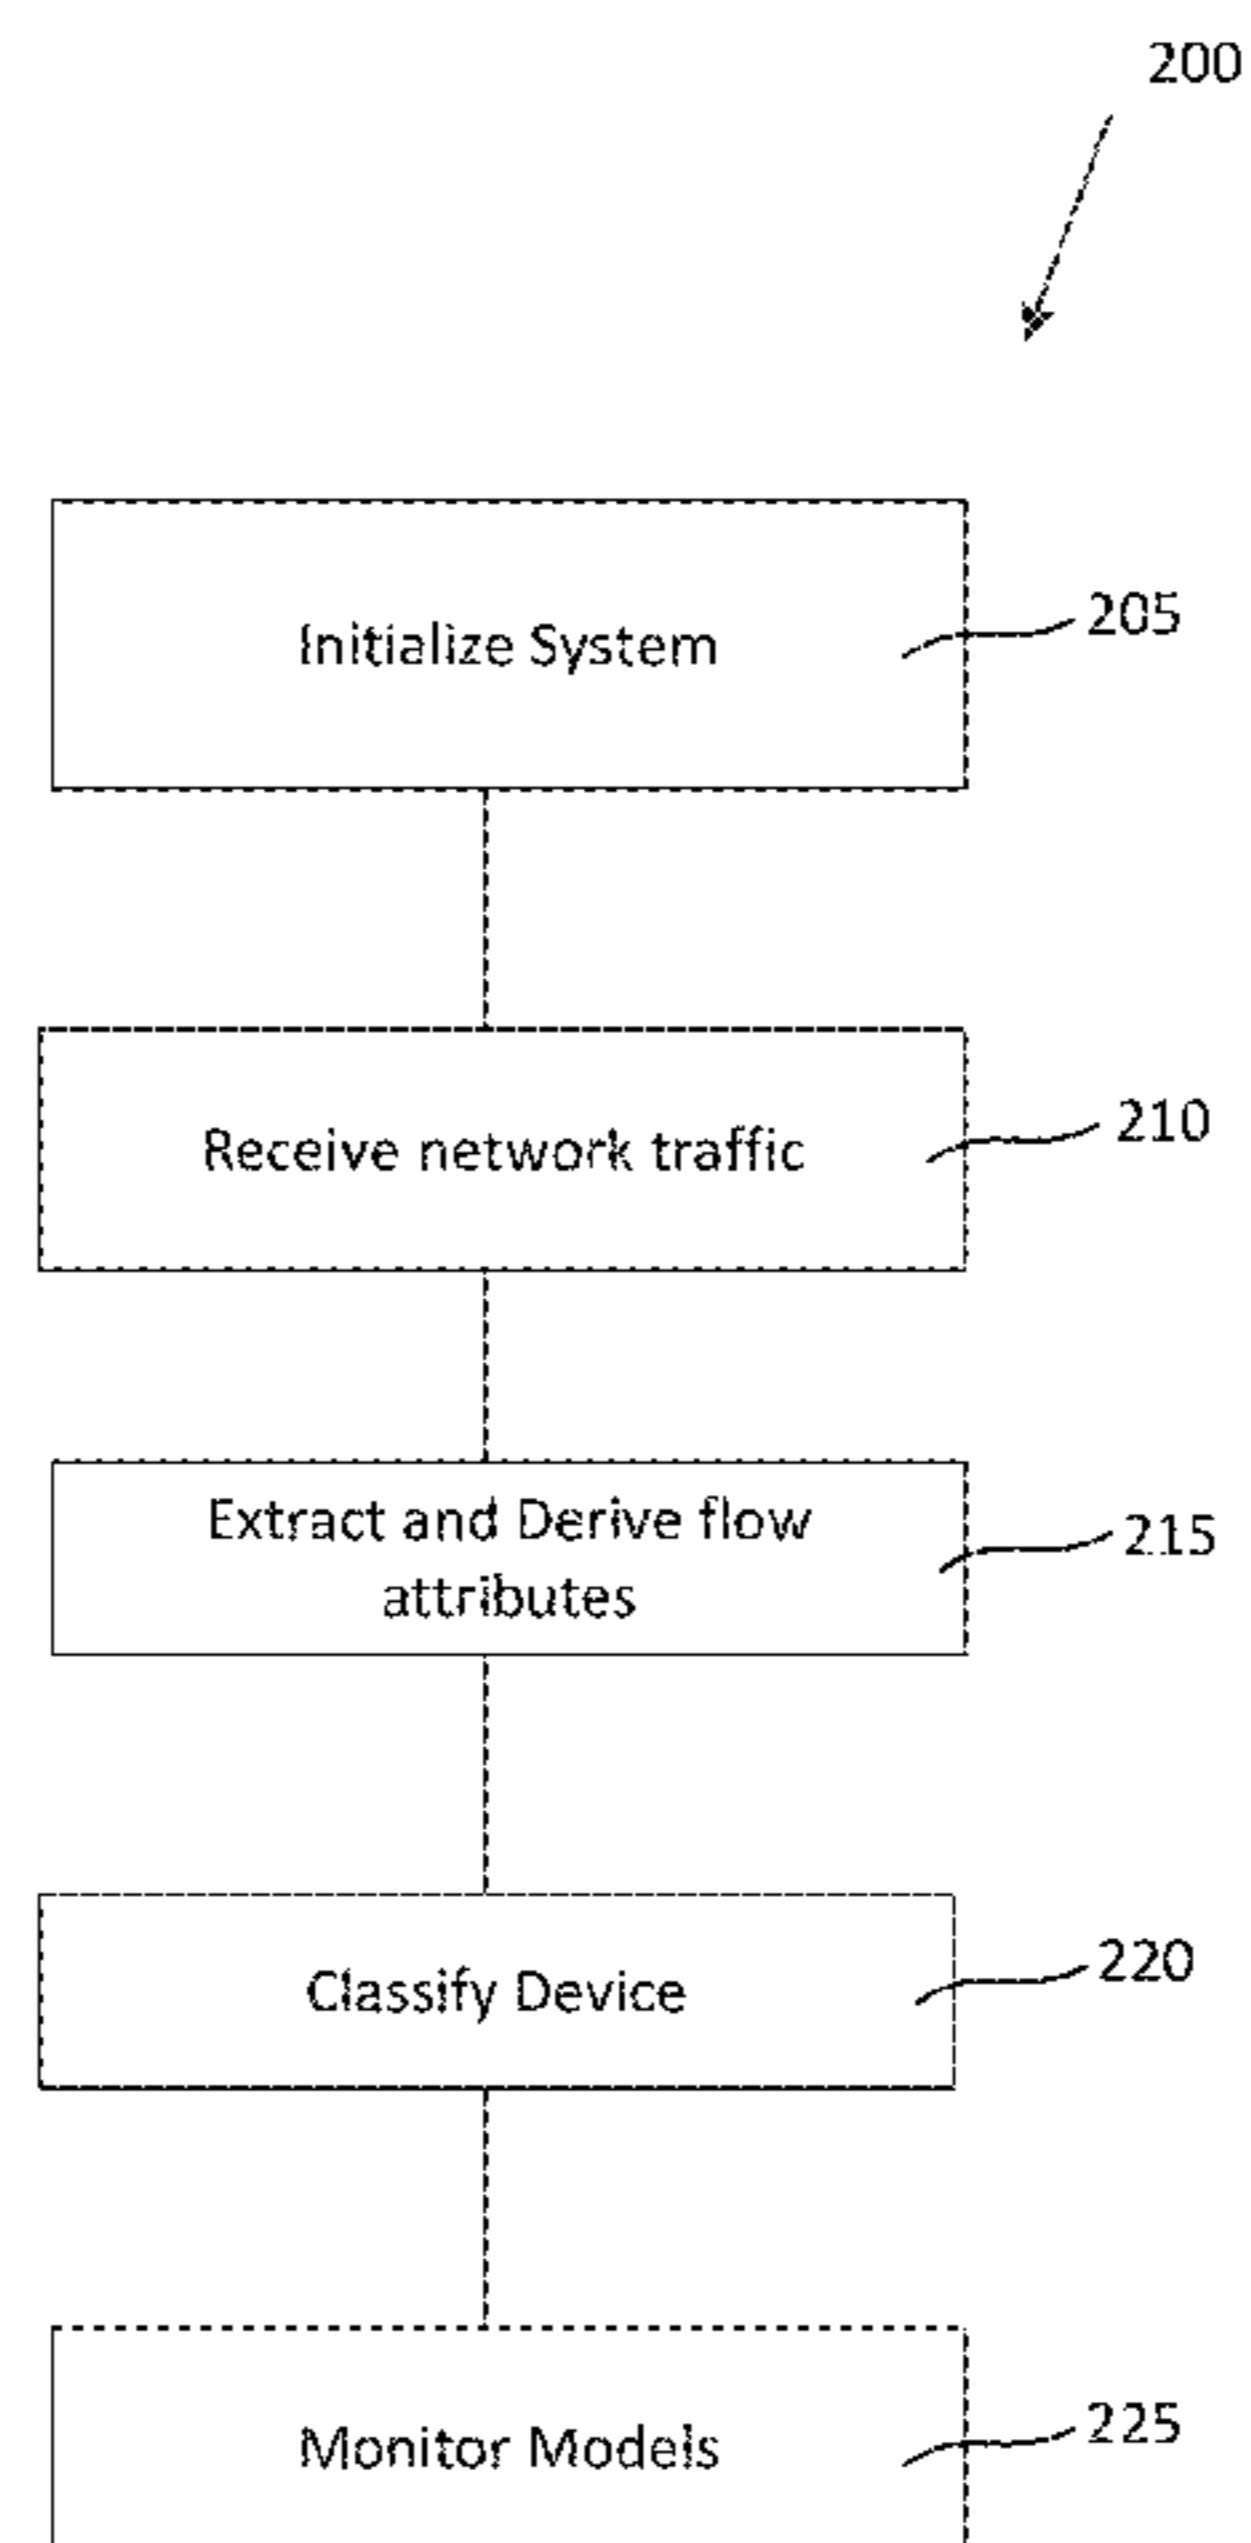 200
Initialize System
205
Receive network traffic
210
Extract and Derive flow
attributes
215
Classify Device
220
Monitor Models
225